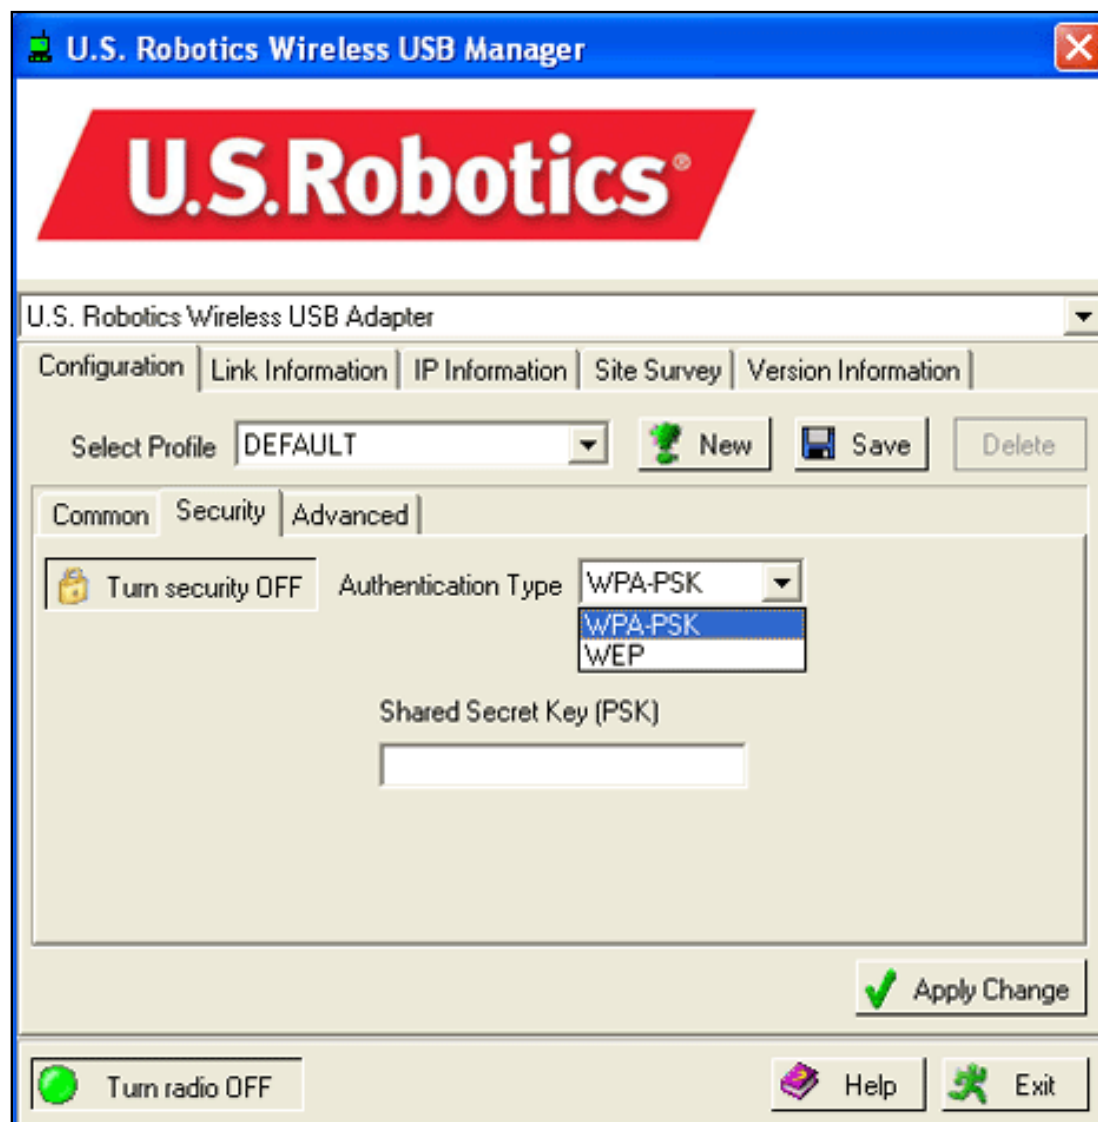 U.S. Robotics Wireless USB Manager
U.S.Robotics®
U.S. Robotics Wireless USB Adapter
Configuration Link Information IP Information Site Survey Version Information
Select Profile DEFAULT New Save Delete
Common Security Advanced
Turn security OFF Authentication Type WPA-PSK
WPA-PSK
WEP
Shared Secret Key (PSK)
Apply Change
Turn radio OFF Help Exit